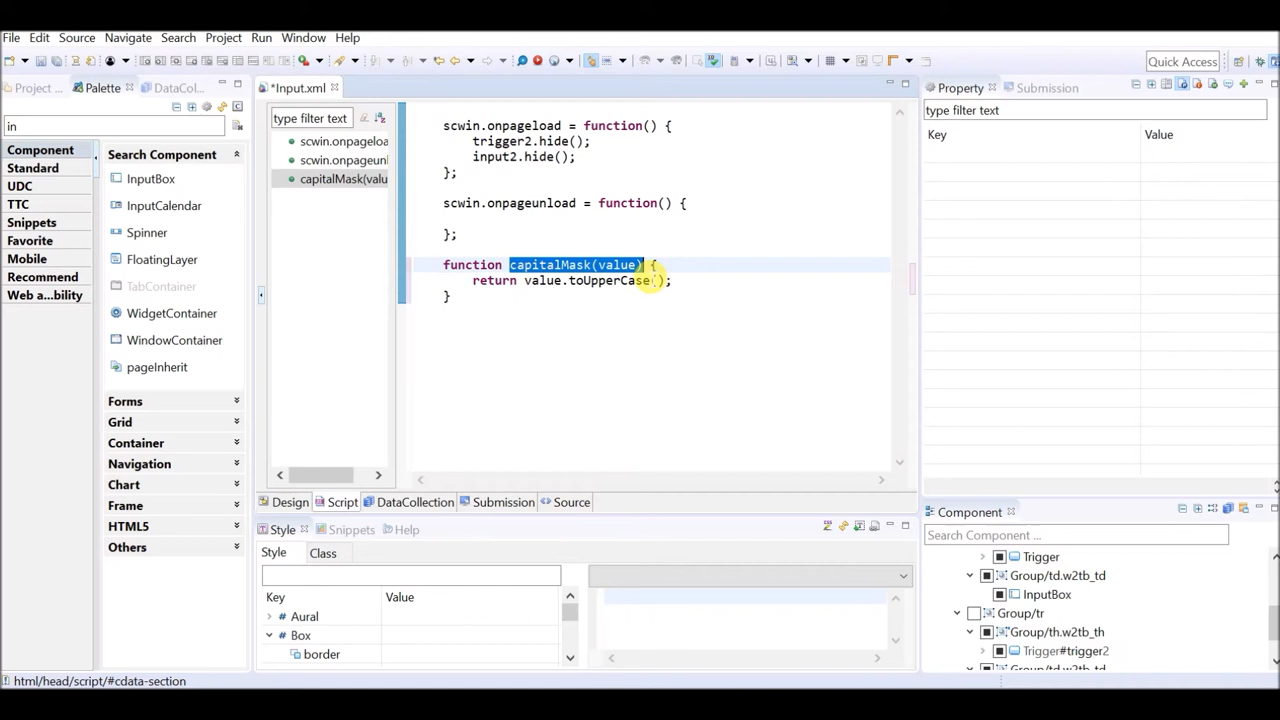 File Edit Source Navigate Search Project Run Window Help
Quick Access
Project ... Palette DataCol...
in
Component
Standard
UDC
TTC
Snippets
Favorite
Mobile
Recommend
Web a...bility
Search Component
InputBox
InputCalendar
Spinner
FloatingLayer
TabContainer
WidgetContainer
WindowContainer
pageInherit
Forms
Grid
Container
Navigation
Chart
Frame
HTML5
Others
*Input.xml
type filter text
scwin.onpageloa
scwin.onpageunl
capitalMask(valu
scwin.onpageload = function() {
trigger2.hide();
input2.hide();
};
scwin.onpageunload = function() {
};
function capitalMask(value) {
return value.toUpperCase();
}
Design Script DataCollection Submission Source
Style Snippets Help
Style Class
Key Value
# Aural
# Box
border
Property Submission
type filter text
Key Value
Component
Search Component ...
Trigger
Group/td.w2tb_td
InputBox
Group/tr
Group/th.w2tb_th
Trigger#trigger2
Group/td.w2tb_td
html/head/script/#cdata-section